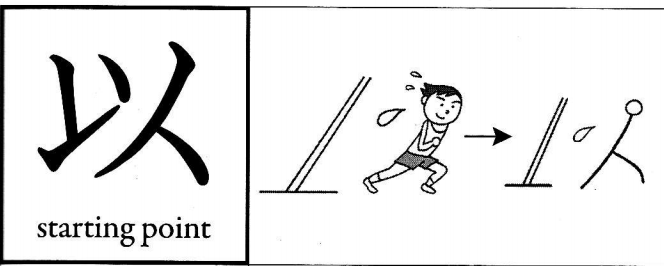 以
starting point